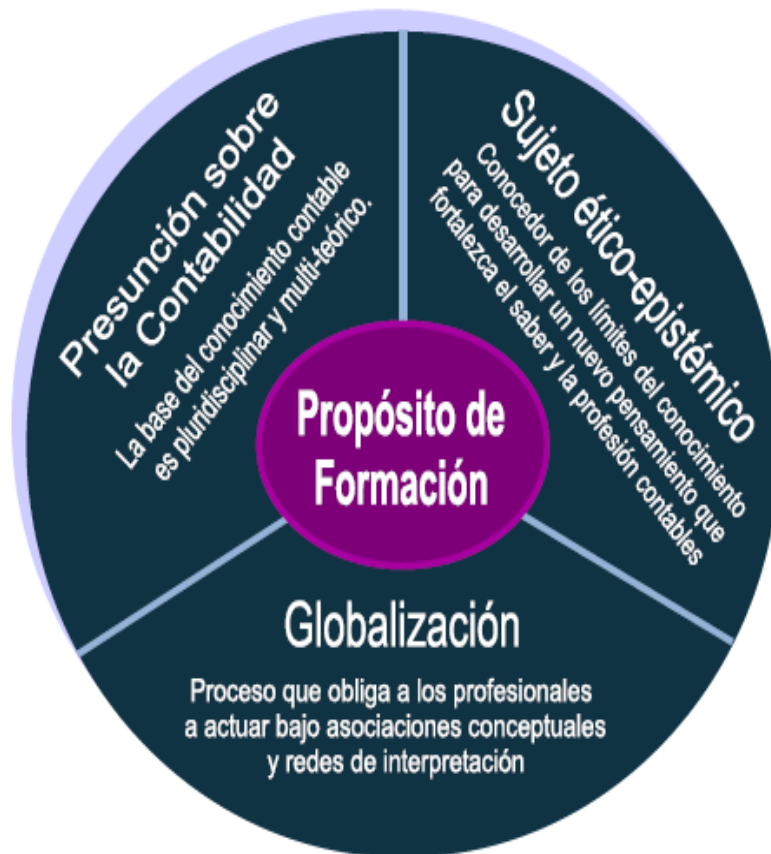 Presunción sobre
la Contabilidad
La base del conocimiento contable
es pluridisciplinar y multi-teórico.
Sujeto ético-epistémico
Conocedor de los límites del conocimiento
para desarrollar un nuevo pensamiento que
fortalezca el saber y la profesión contables
Propósito de
Formación
Globalización
Proceso que obliga a los profesionales
a actuar bajo asociaciones conceptuales
y redes de interpretación